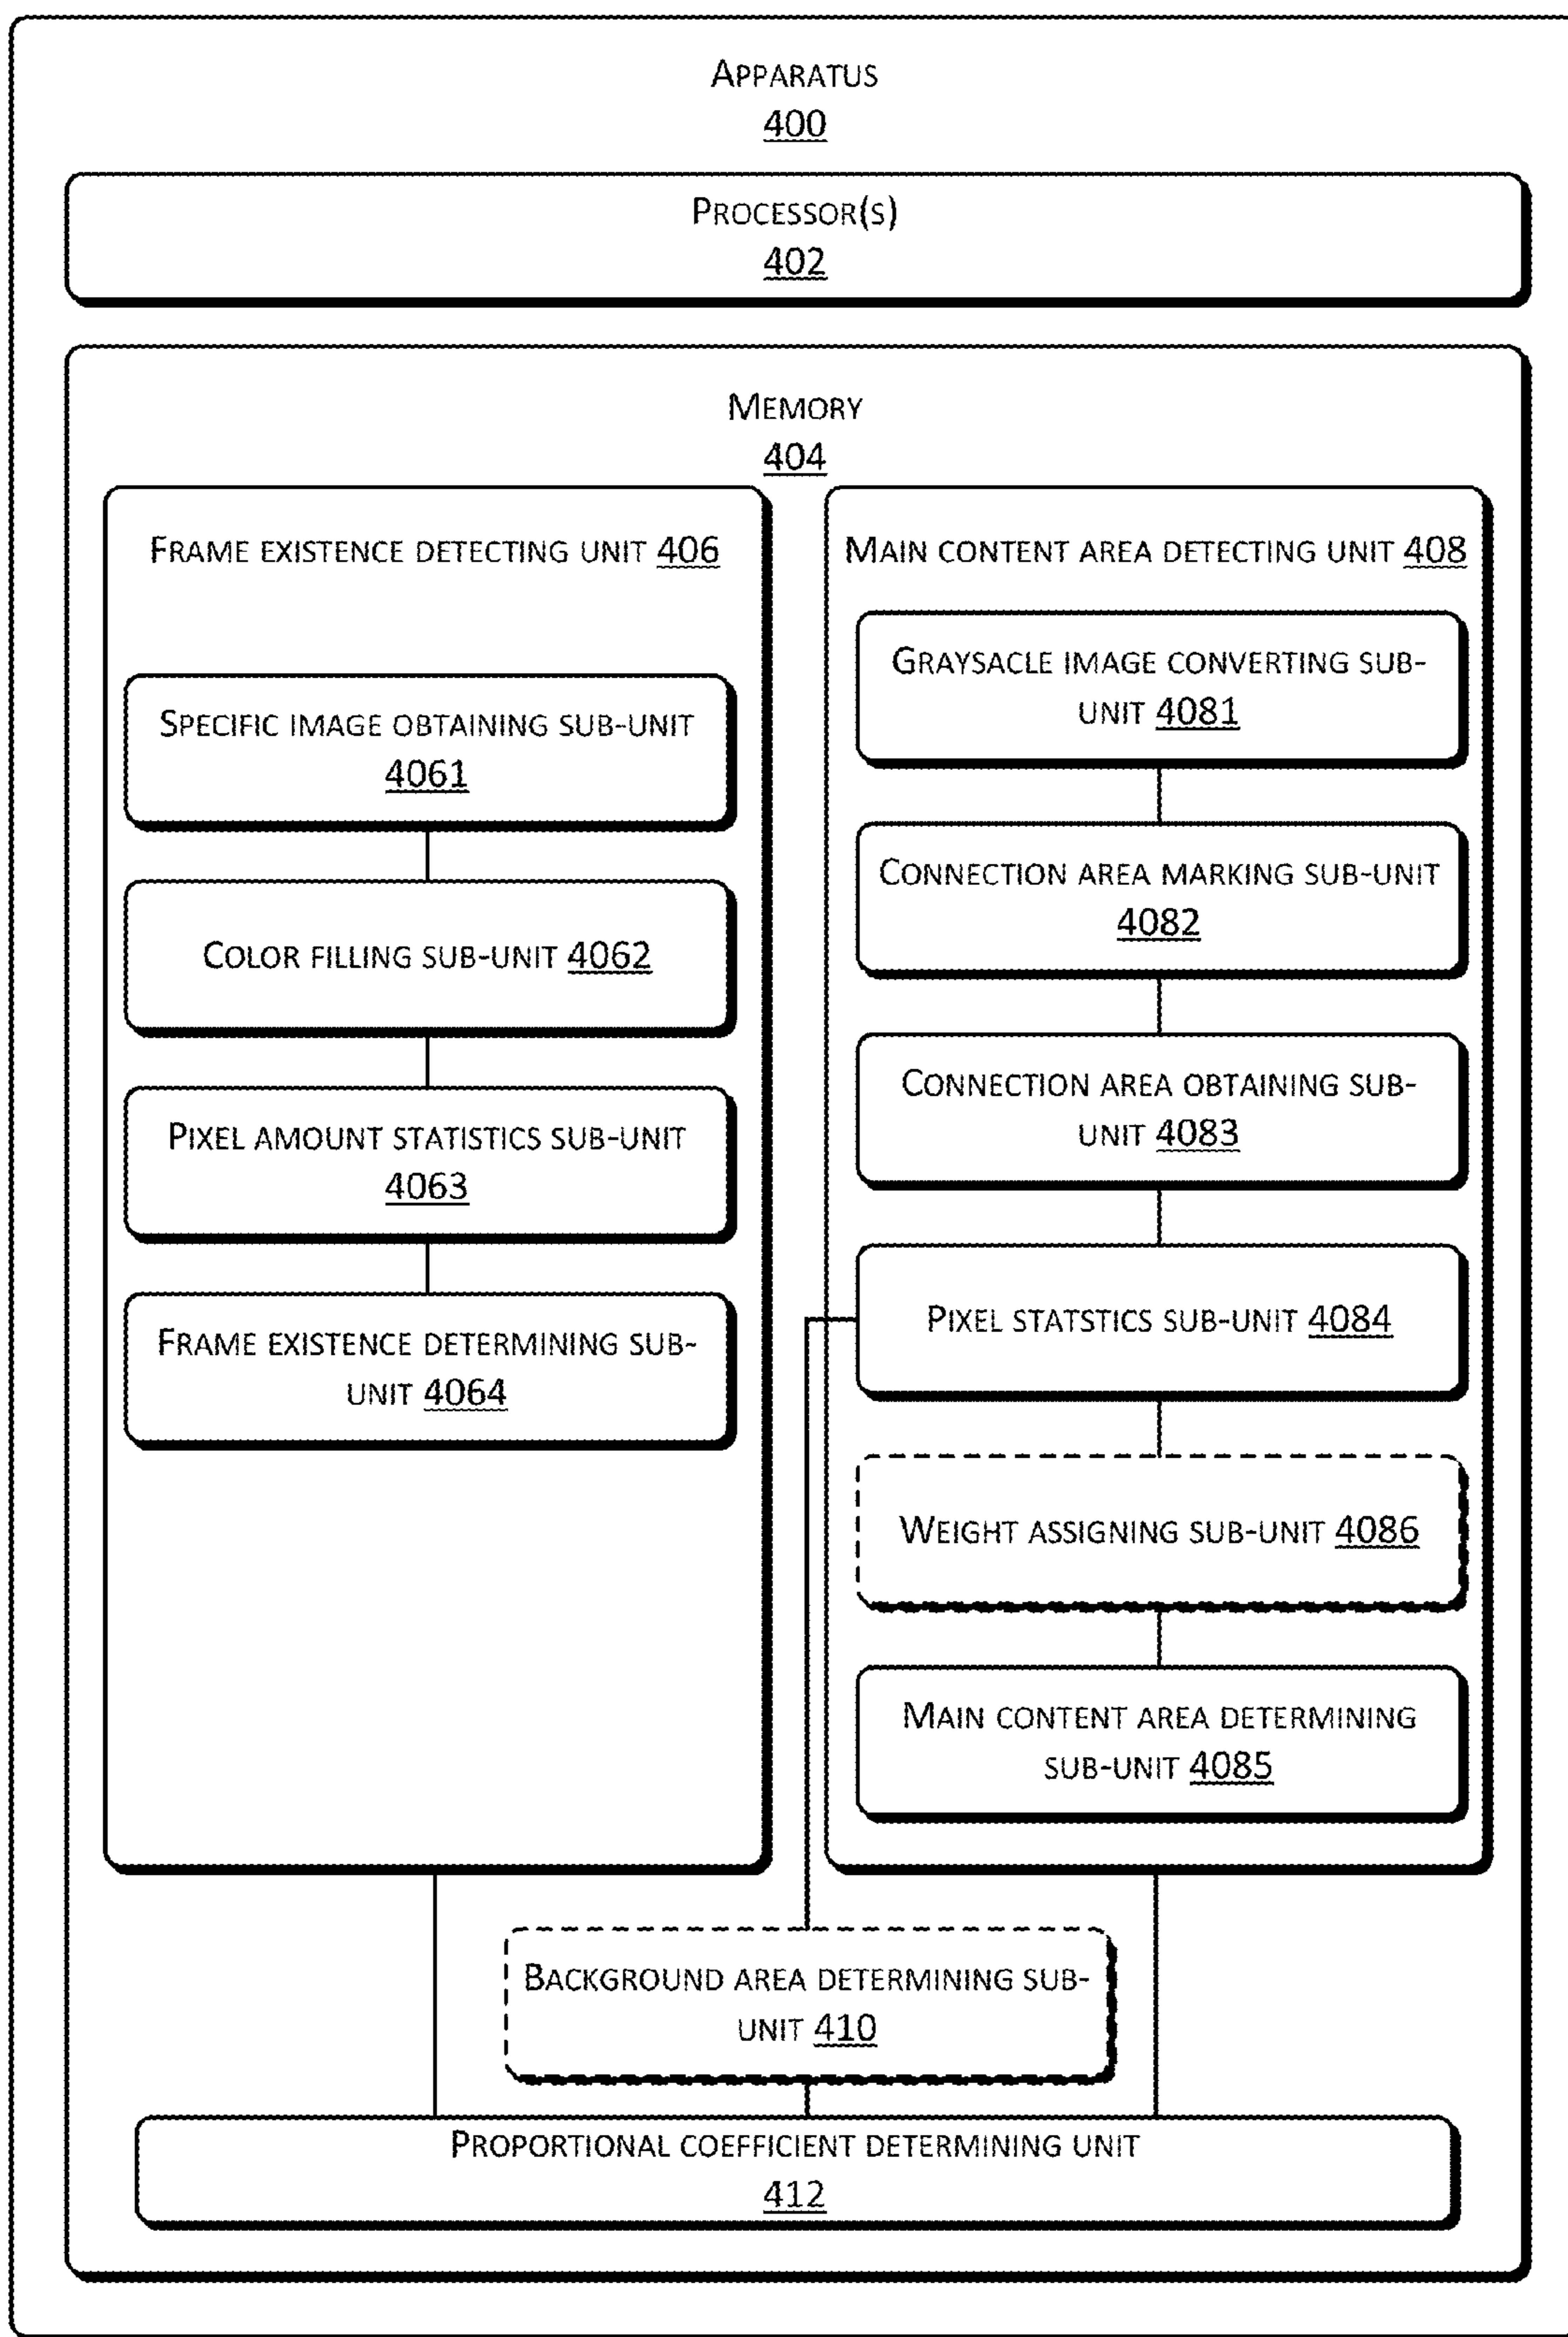 APPARATUS
400
PROCESSOR(S)
402
MEMORY
404
FRAME EXISTENCE DETECTING UNIT 406
SPECIFIC IMAGE OBTAINING SUB-UNIT
4061
COLOR FILLING SUB-UNIT 4062
PIXEL AMOUNT STATISTICS SUB-UNIT
4063
FRAME EXISTENCE DETERMINING SUB-
UNIT 4064
MAIN CONTENT AREA DETECTING UNIT 408
GRAYSACLE IMAGE CONVERTING SUB-
UNIT 4081
CONNECTION AREA MARKING SUB-UNIT
4082
CONNECTION AREA OBTAINING SUB-
UNIT 4083
PIXEL STATSTICS SUB-UNIT 4084
WEIGHT ASSIGNING SUB-UNIT 4086
MAIN CONTENT AREA DETERMINING
SUB-UNIT 4085
BACKGROUND AREA DETERMINING SUB-
UNIT 410
PROPORTIONAL COEFFICIENT DETERMINING UNIT
412